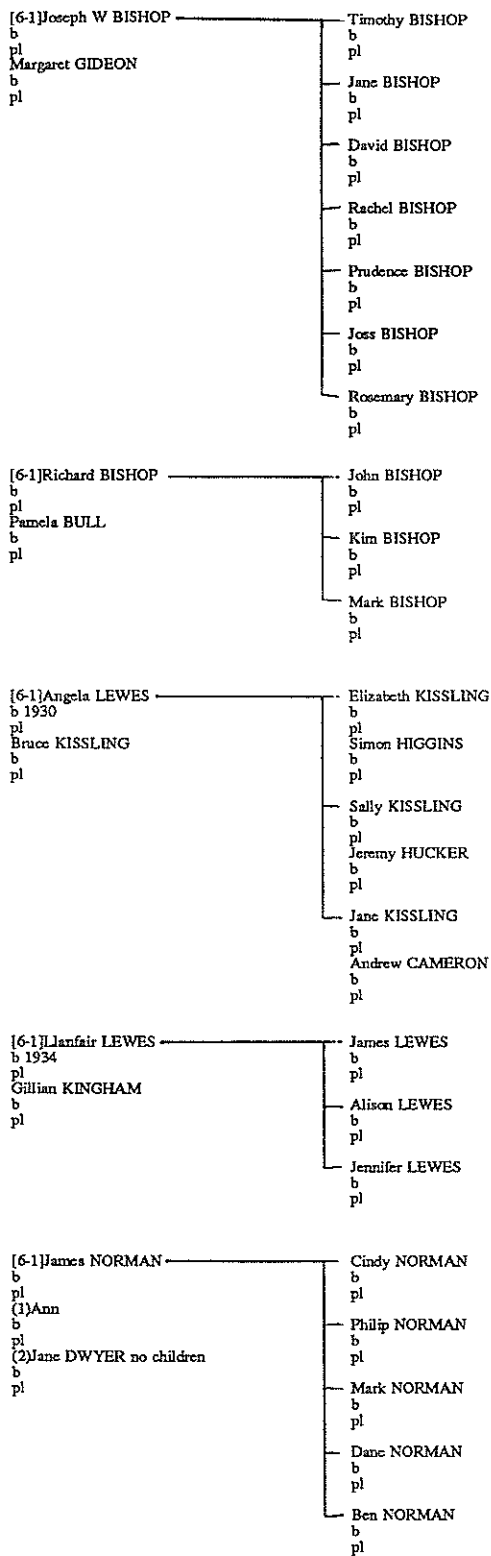 [6-1]Joseph W BISHOP
b
pl
Margaret GIDEON
b
pl
Timothy BISHOP
b
pl
Jane BISHOP
b
pl
David BISHOP
b
pl
Rachel BISHOP
b
pl
Prudence BISHOP
b
pl
Joss BISHOP
b
pl
Rosemary BISHOP
b
pl
[6-1]Richard BISHOP
b
pl
Pamela BULL
b
pl
John BISHOP
b
pl
Kim BISHOP
b
pl
Mark BISHOP
b
pl
[6-1]Angela LEWES
b 1930
pl
Bruce KISSLING
b
pl
Elizabeth KISSLING
b
pl
Simon HIGGINS
b
pl
Sally KISSLING
b
pl
Jeremy HUCKER
b
pl
Jane KISSLING
b
pl
Andrew CAMERON
b
pl
[6-1]Llanfair LEWES
b 1934
pl
Gillian KINGHAM
b
pl
James LEWES
b
pl
Alison LEWES
b
pl
Jennifer LEWES
b
pl
[6-1]James NORMAN
b
pl
(1)Ann
b
pl
(2)Jane DWYER no children
b
pl
Cindy NORMAN
b
pl
Philip NORMAN
b
pl
Mark NORMAN
b
pl
Dane NORMAN
b
pl
Ben NORMAN
b
pl